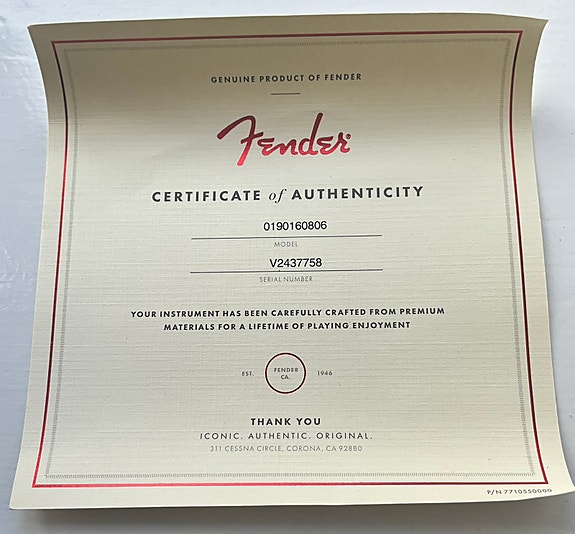 GENUINE PRODUCT OF FENDER
Fender®
CERTIFICATE of AUTHENTICITY
0190160806
MODEL
V2437758
SERIAL NUMBER
YOUR INSTRUMENT HAS BEEN CAREFULLY CRAFTED FROM PREMIUM
MATERIALS FOR A LIFETIME OF PLAYING ENJOYMENT
EST. FENDER CA. 1946
THANK YOU
ICONIC. AUTHENTIC. ORIGINAL.
311 CESSNA CIRCLE, CORONA, CA 92880
P/N 7710550000